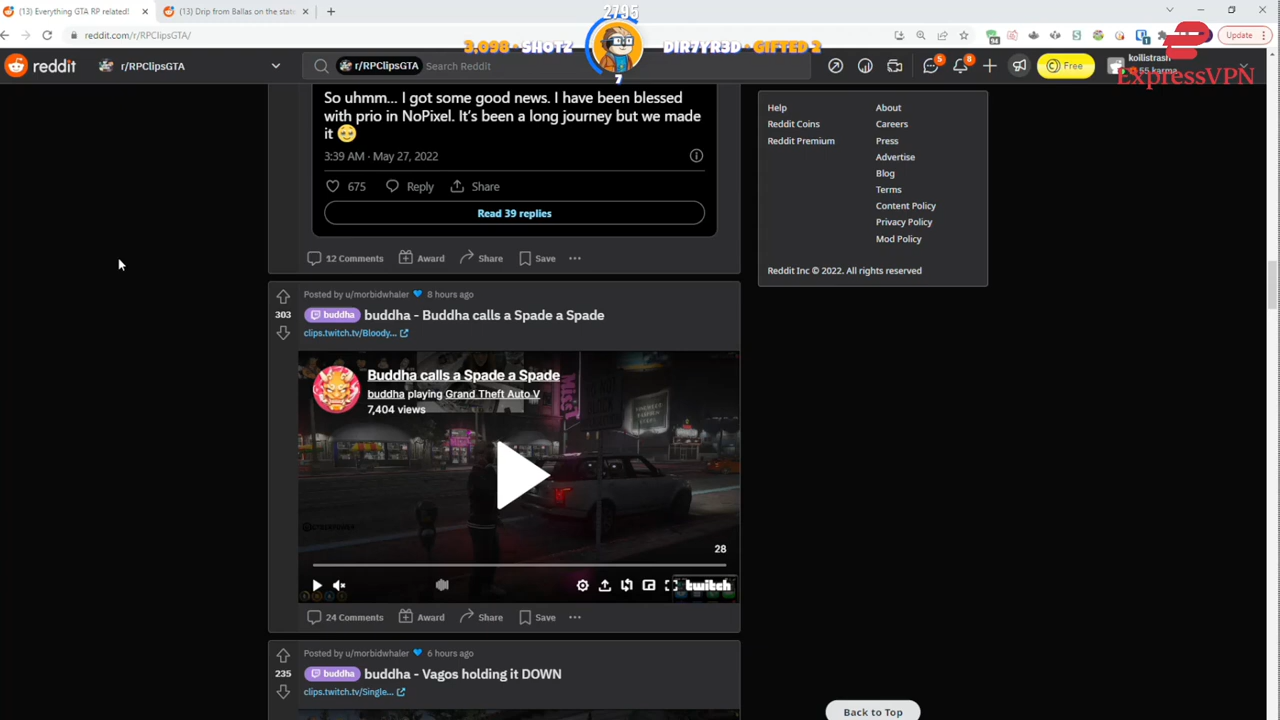 (13) Everything GTA RP related!
(13) Drip from Ballas on the stat
2795
Update
reddit.com/r/RPClipsGTA/
3,098 - SHOTZ
DIR7YR3D - GIFTED 2
7
reddit
r/RPClipsGTA
r/RPClipsGTA
Search Reddit
5
8
Free
koilistrash
55 karma
ExpressVPN
So uhmm... I got some good news. I have been blessed
with prio in NoPixel. It's been a long journey but we made
it 🥹
3:39 AM · May 27, 2022
675
Reply
Share
Read 39 replies
12 Comments
Award
Share
Save
Help
About
Reddit Coins
Careers
Reddit Premium
Press
Advertise
Blog
Terms
Content Policy
Privacy Policy
Mod Policy
Reddit Inc © 2022. All rights reserved
Posted by u/morbidwhaler 💙 8 hours ago
303
buddha
buddha - Buddha calls a Spade a Spade
clips.twitch.tv/Bloody...
Buddha calls a Spade a Spade
buddha playing Grand Theft Auto V
7,404 views
28
twitch
24 Comments
Award
Share
Save
Posted by u/morbidwhaler 💙 6 hours ago
235
buddha
buddha - Vagos holding it DOWN
clips.twitch.tv/Single...
Back to Top